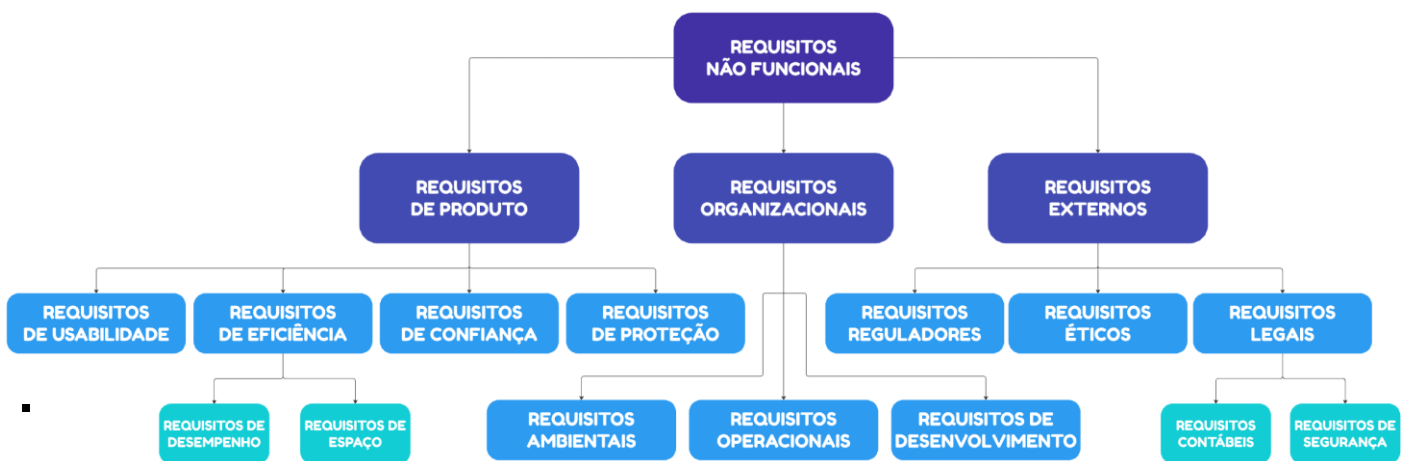 REQUISITOS
NÃO FUNCIONAIS
REQUISITOS
DE PRODUTO
REQUISITOS
ORGANIZACIONAIS
REQUISITOS
EXTERNOS
REQUISITOS
DE USABILIDADE
REQUISITOS
DE EFICIÊNCIA
REQUISITOS
DE CONFIANÇA
REQUISITOS
DE PROTEÇÃO
REQUISITOS
REGULADORES
REQUISITOS
ÉTICOS
REQUISITOS
LEGAIS
REQUISITOS DE
DESEMPENHO
REQUISITOS DE
ESPAÇO
REQUISITOS
AMBIENTAIS
REQUISITOS
OPERACIONAIS
REQUISITOS DE
DESENVOLVIMENTO
REQUISITOS
CONTÁBEIS
REQUISITOS DE
SEGURANÇA